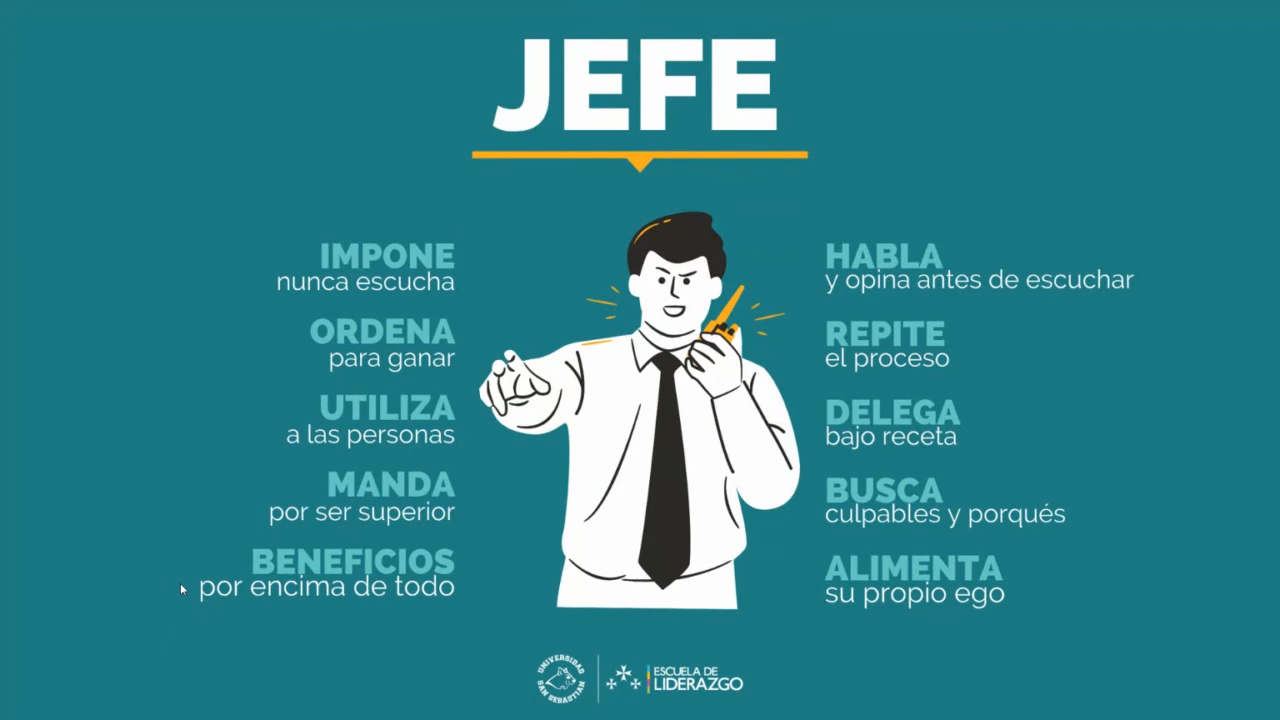 JEFE
IMPONE
nunca escucha
ORDENA
para ganar
UTILIZA
a las personas
MANDA
por ser superior
BENEFICIOS
por encima de todo
HABLA
y opina antes de escuchar
REPITE
el proceso
DELEGA
bajo receta
BUSCA
culpables y porqués
ALIMENTA
su propio ego
UNIVERSIDAD
SAN SEBASTIAN
ESCUELA DE
LIDERAZGO